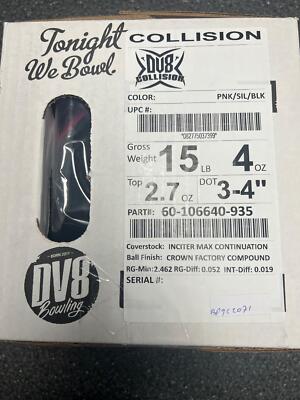 Tonight
We Bowl.
COLLISION
DV8
COLLISION
COLOR: PNK/SIL/BLK
UPC #:
*082775037399*
Gross
Weight 15 LB 4 OZ
Top 2.7 OZ DOT 3-4"
PART#: 60-106640-935
Coverstock: INCITER MAX CONTINUATION
Ball Finish: CROWN FACTORY COMPOUND
RG-Min: 2.462 RG-Diff: 0.052 INT-Diff: 0.019
SERIAL #:
DV8
Bowling